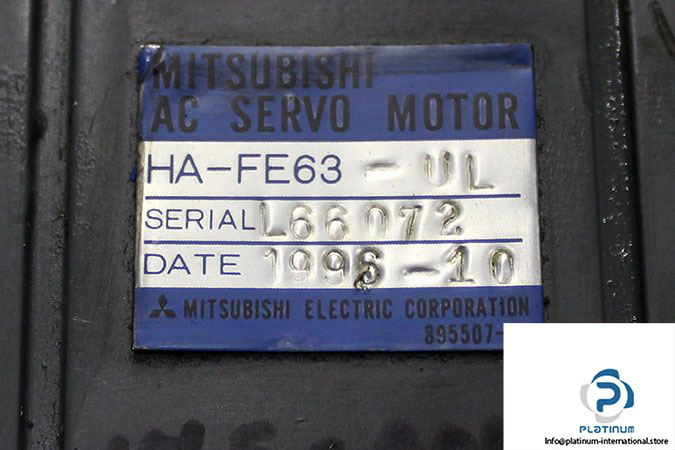 MITSUBISHI
AC SERVO MOTOR
HA-FE63-UL
SERIAL L66072
DATE 1996-10
MITSUBISHI ELECTRIC CORPORATION
895507-
PLATINUM
Info@platinum-international.store